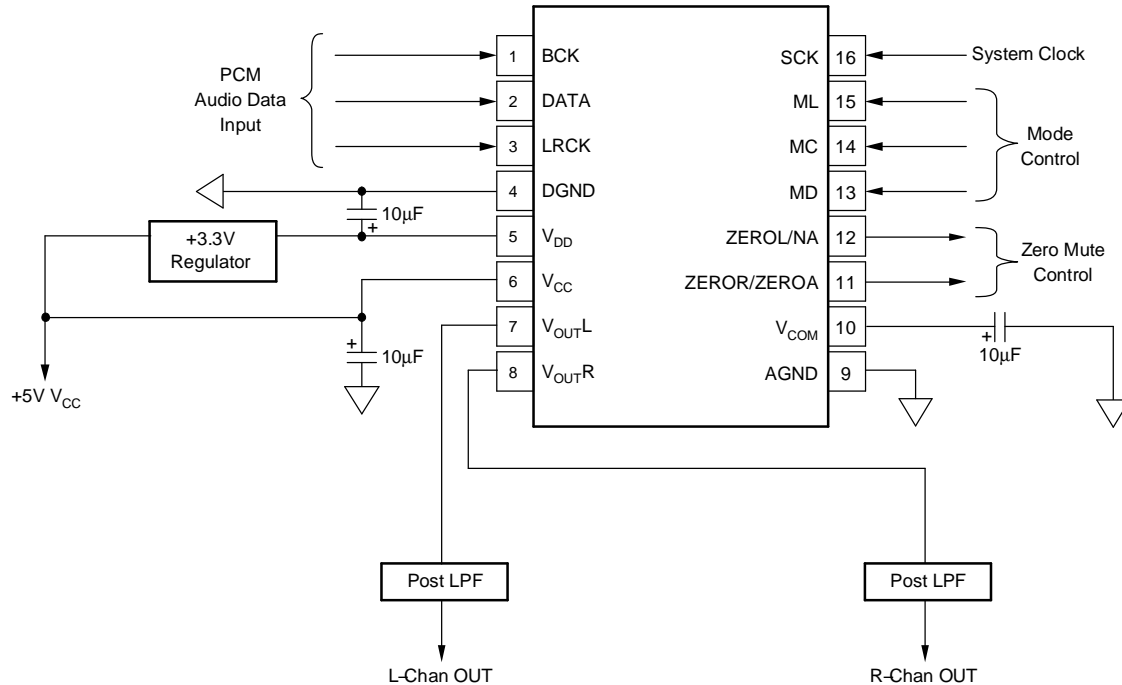 PCM
Audio Data
Input
1 BCK
2 DATA
3 LRCK
4 DGND
5 VDD
6 VCC
7 VOUTL
8 VOUTR
SCK 16
ML 15
MC 14
MD 13
ZEROL/NA 12
ZEROR/ZEROA 11
VCOM 10
AGND 9
System Clock
Mode
Control
Zero Mute
Control
10μF
+
+3.3V
Regulator
+
10μF
+5V VCC
+
10μF
Post LPF
Post LPF
L–Chan OUT
R–Chan OUT